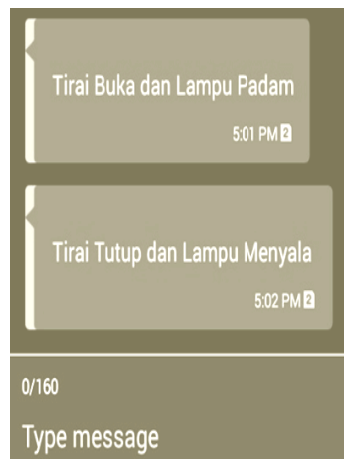 Tirai Buka dan Lampu Padam
5:01 PM 2
Tirai Tutup dan Lampu Menyala
5:02 PM 2
0/160
Type message